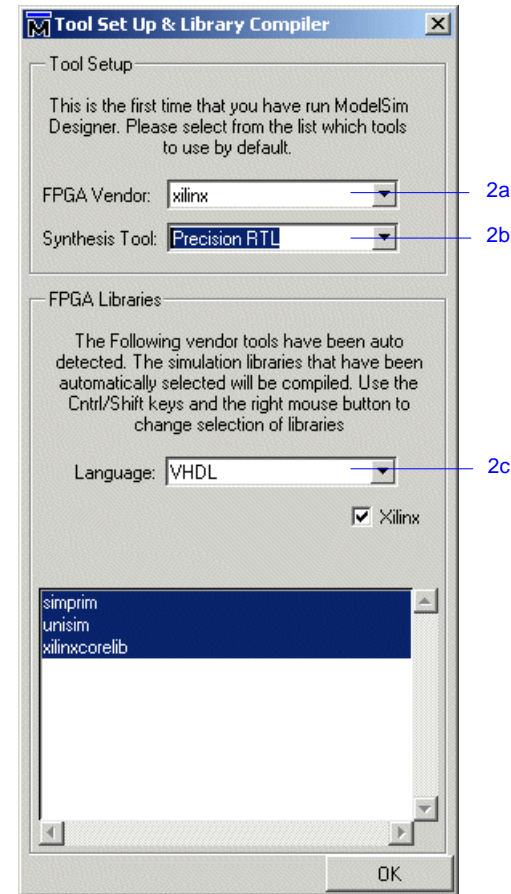 Tool Set Up & Library Compiler
Tool Setup
This is the first time that you have run ModelSim
Designer. Please select from the list which tools
to use by default.
FPGA Vendor: xilinx 2a
Synthesis Tool: Precision RTL 2b
FPGA Libraries
The Following vendor tools have been auto
detected. The simulation libraries that have been
automatically selected will be compiled. Use the
Cntrl/Shift keys and the right mouse button to
change selection of libraries
Language: VHDL 2c
Xilinx
simprim
unisim
xilinxcorelib
OK